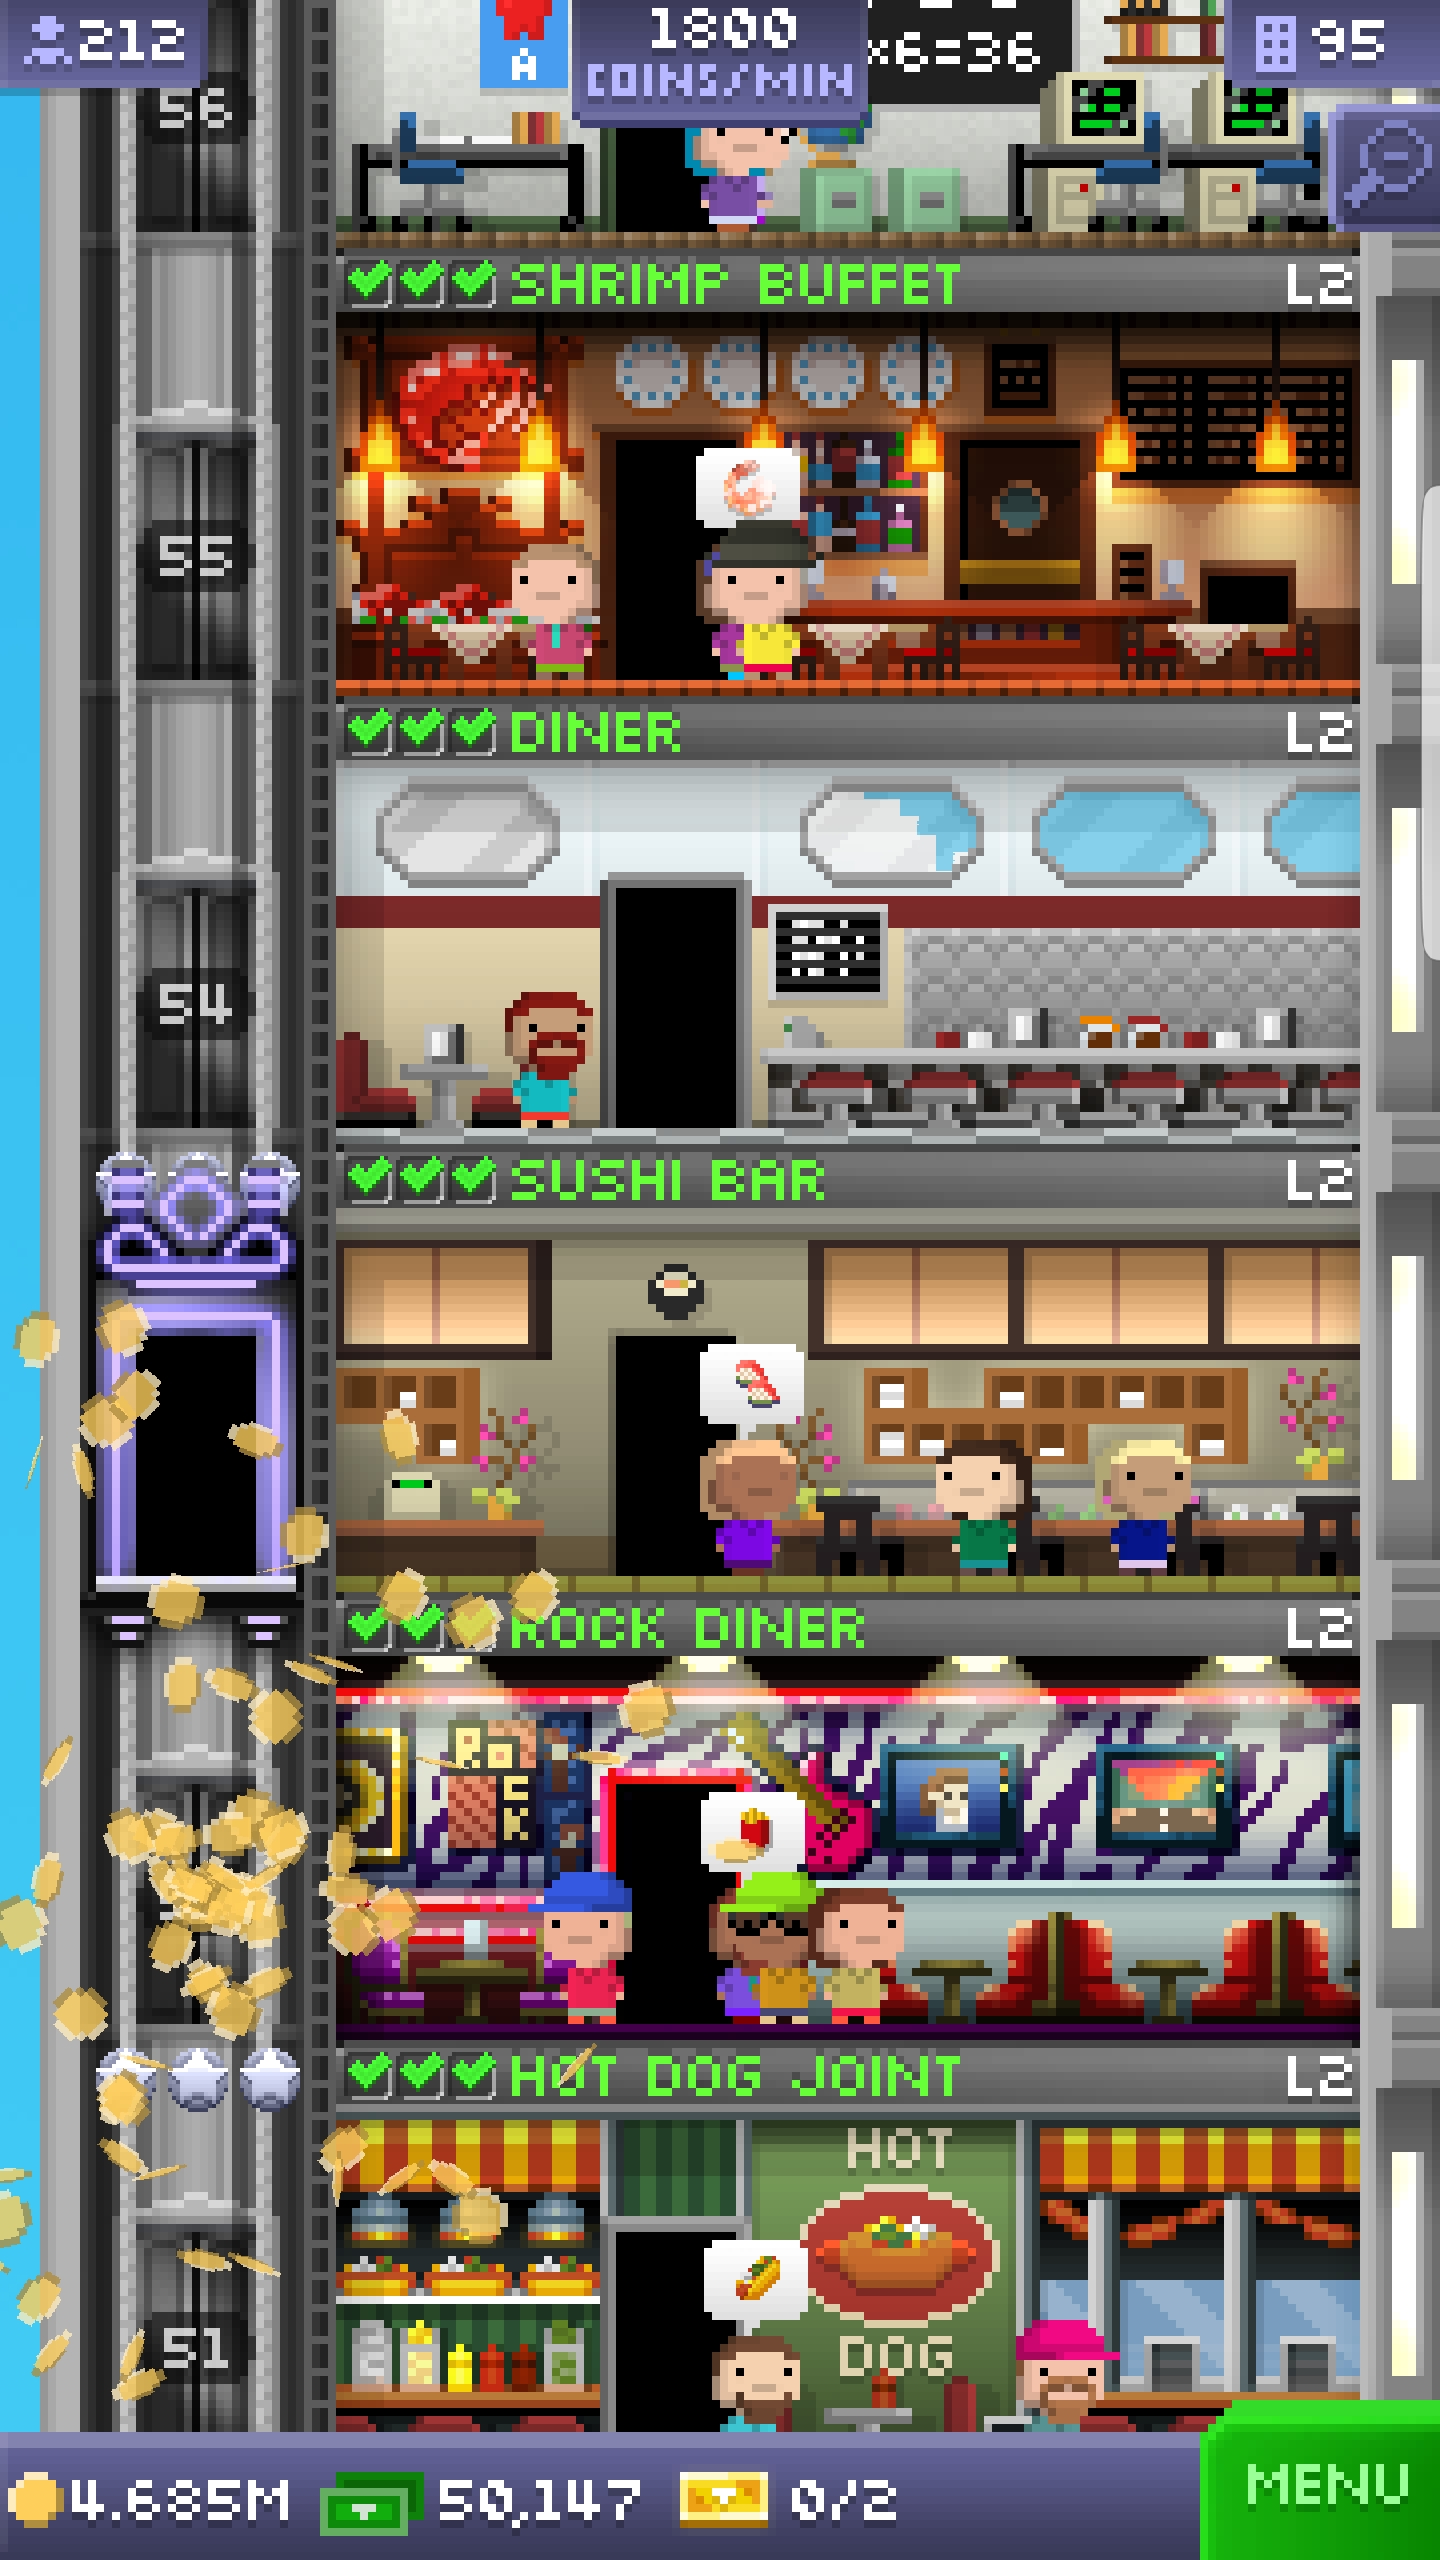 212
1800
COINS/MIN
95
A
×6=36
56
SHRIMP BUFFET L2
55
DINER L2
54
SUSHI BAR L2
ROCK DINER L2
ROCK
HOT DOG JOINT L2
HOT
DOG
51
4.685M 50,147 0/2
MENU